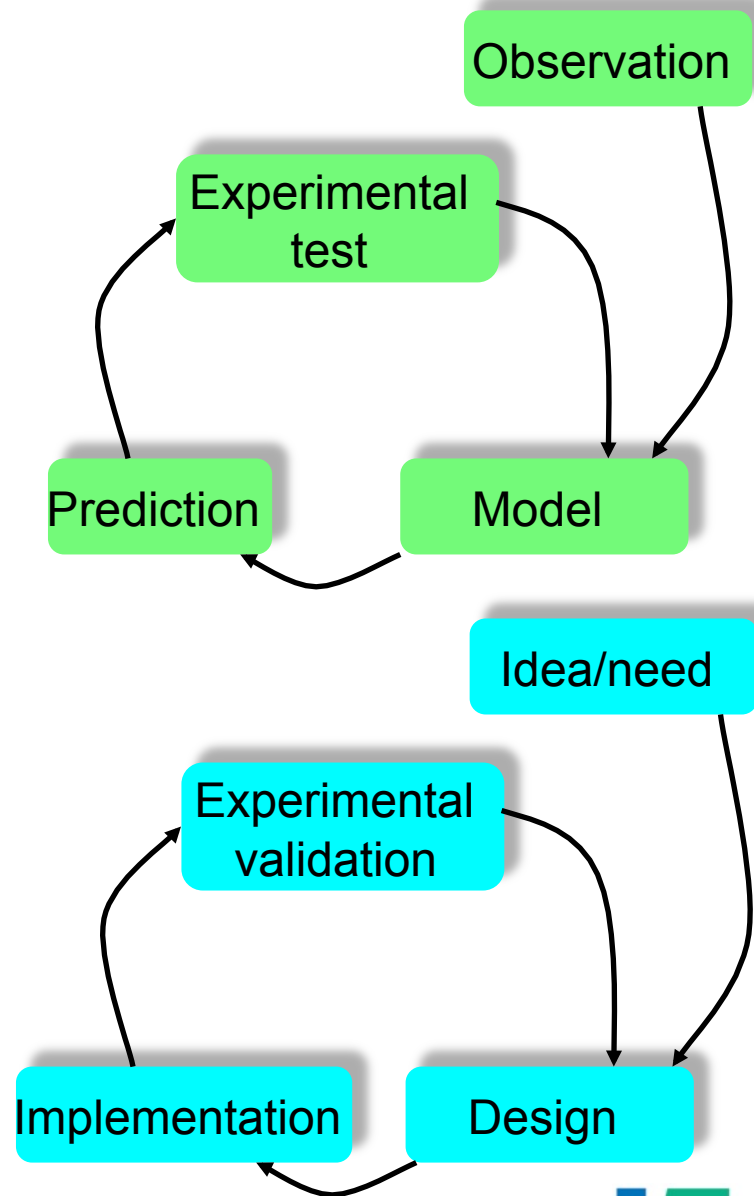 Observation
Experimental
test
Prediction
Model
Idea/need
Experimental
validation
Implementation
Design